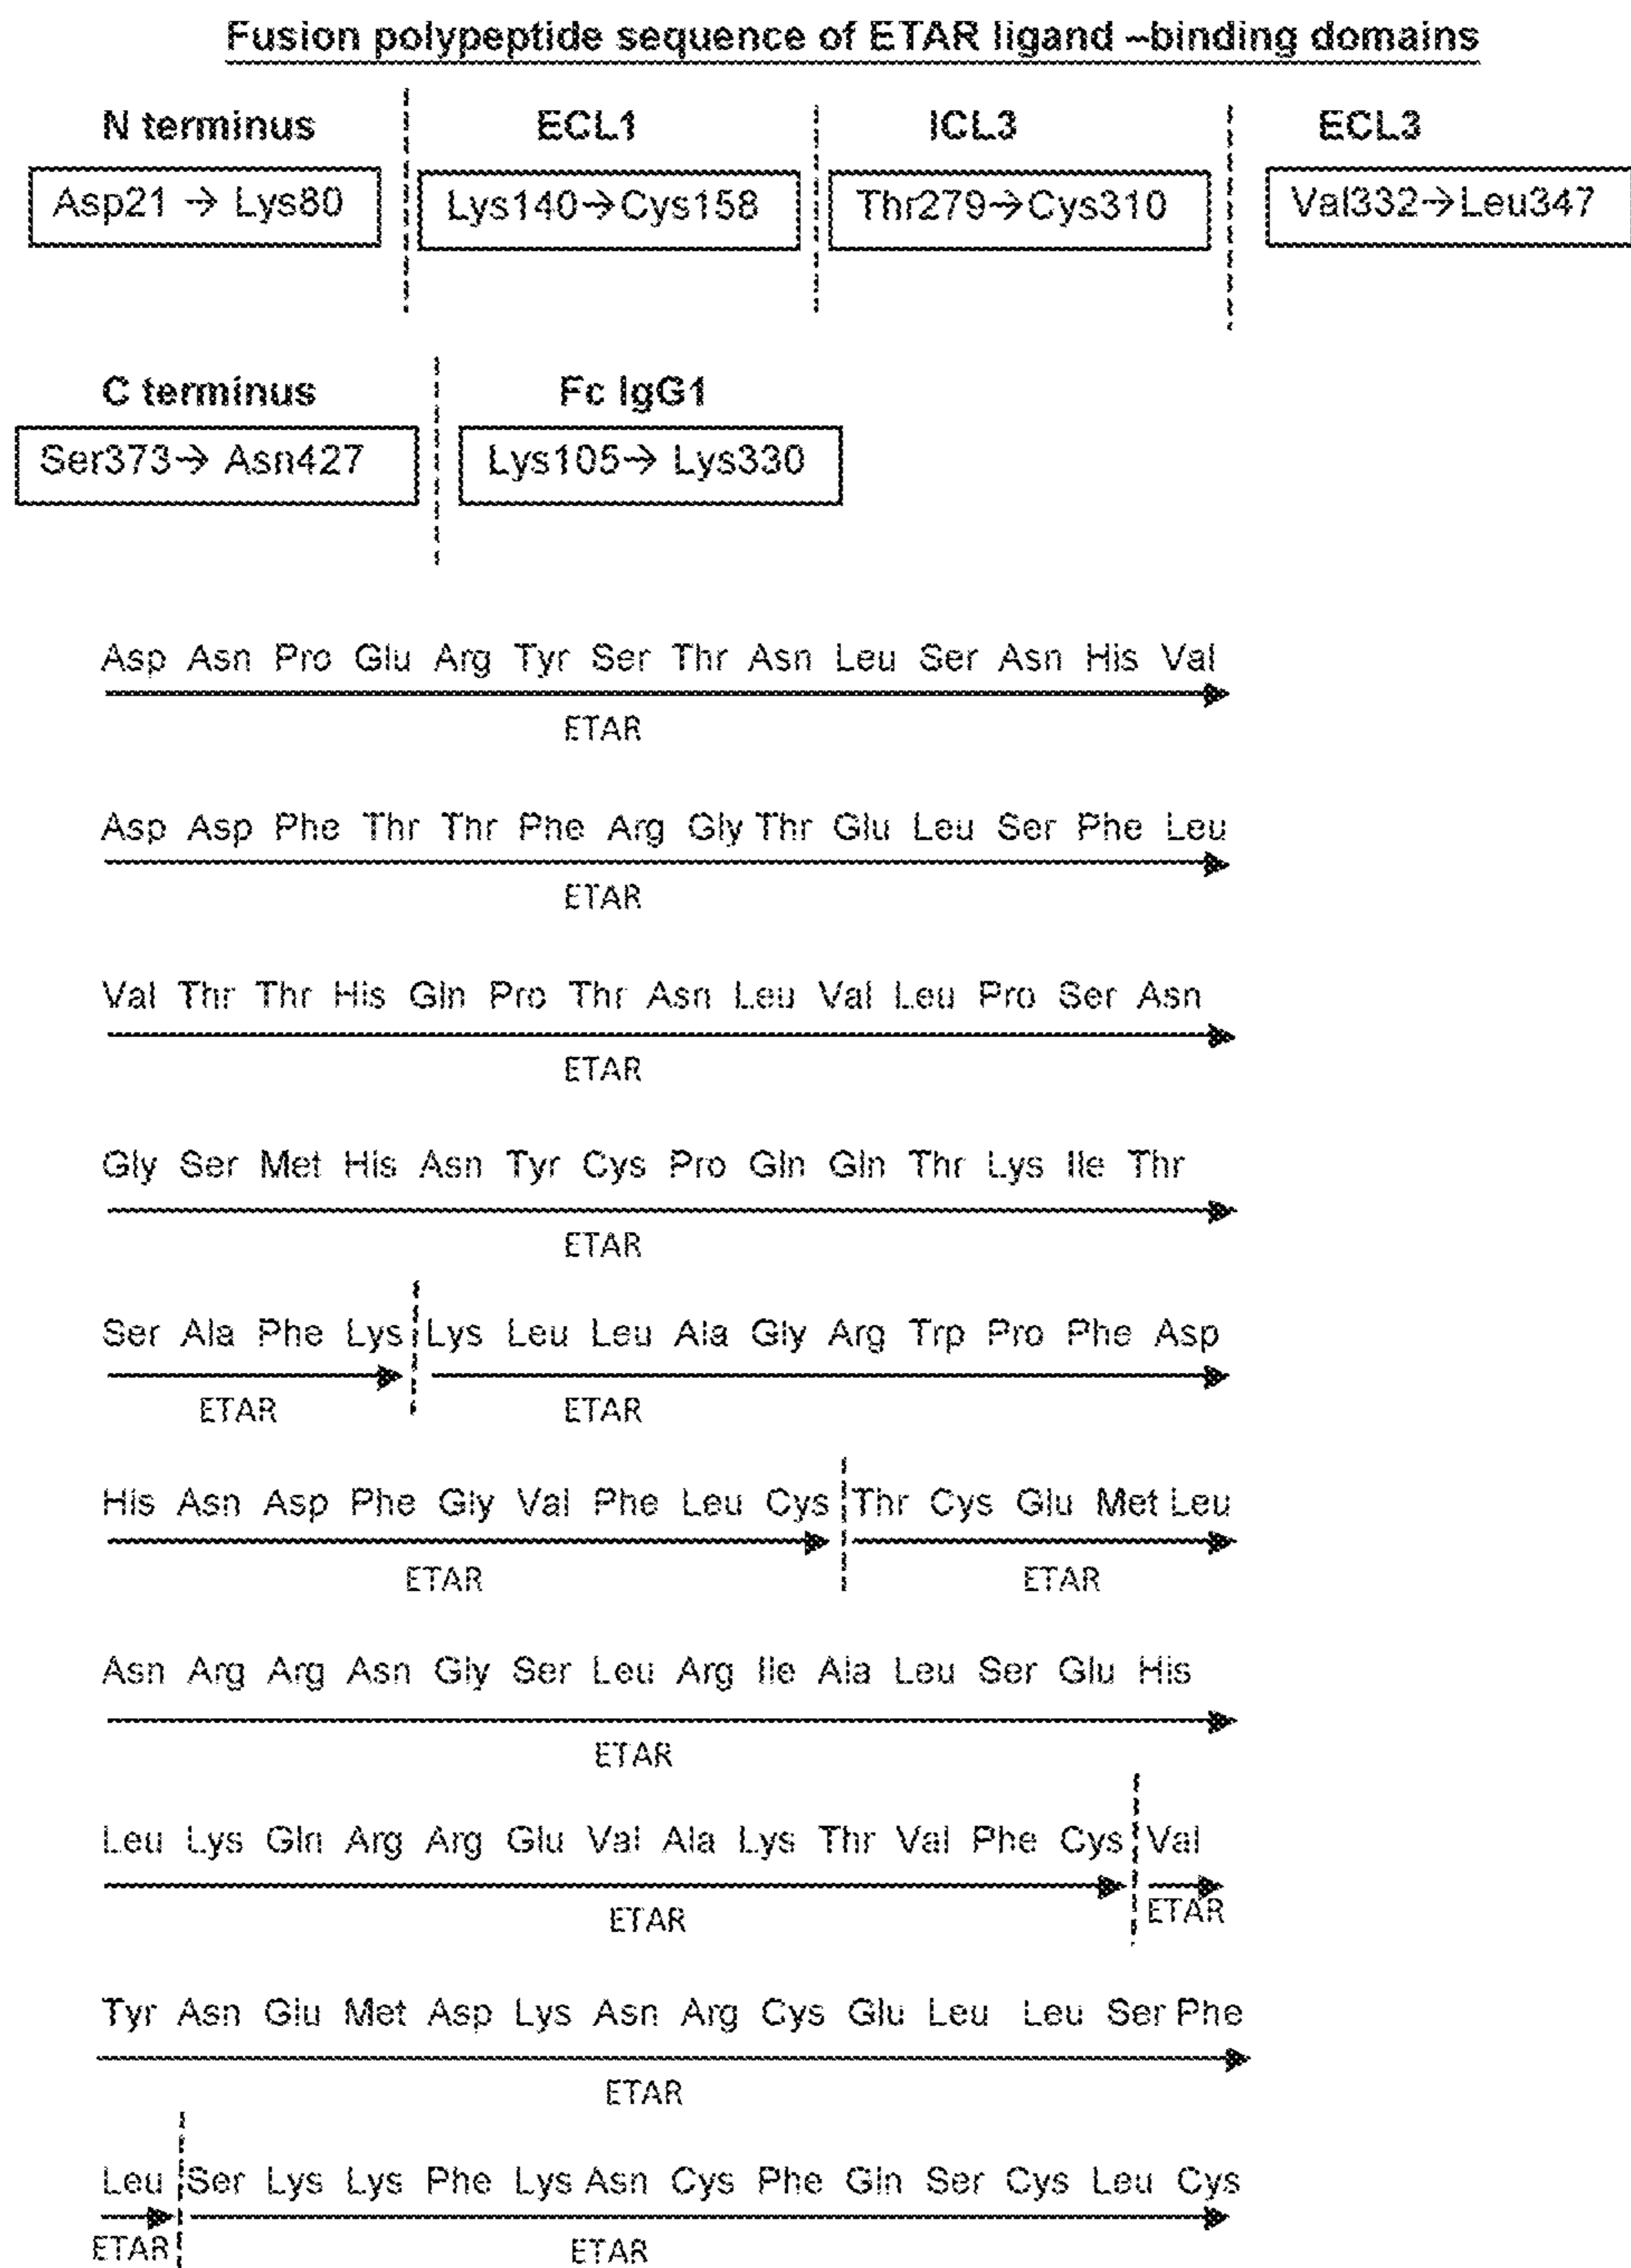 Fusion polypeptide sequence of ETAR ligand –binding domains
N terminus ECL1 ICL3 ECL3
Asp21 → Lys80 Lys140→Cys158 Thr279→Cys310 Val332→Leu347
C terminus Fc IgG1
Ser373→ Asn427 Lys105→ Lys330
Asp Asn Pro Glu Arg Tyr Ser Thr Asn Leu Ser Asn His Val
ETAR
Asp Asp Phe Thr Thr Phe Arg Gly Thr Glu Leu Ser Phe Leu
ETAR
Val Thr Thr His Gln Pro Thr Asn Leu Val Leu Pro Ser Asn
ETAR
Gly Ser Met His Asn Tyr Cys Pro Gln Gln Thr Lys Ile Thr
ETAR
Ser Ala Phe Lys Lys Leu Leu Ala Gly Arg Trp Pro Phe Asp
ETAR ETAR
His Asn Asp Phe Gly Val Phe Leu Cys Thr Cys Glu Met Leu
ETAR ETAR
Asn Arg Arg Asn Gly Ser Leu Arg Ile Ala Leu Ser Glu His
ETAR
Leu Lys Gln Arg Arg Glu Val Ala Lys Thr Val Phe Cys Val
ETAR ETAR
Tyr Asn Glu Met Asp Lys Asn Arg Cys Glu Leu Leu Ser Phe
ETAR
Leu Ser Lys Lys Phe Lys Asn Cys Phe Gln Ser Cys Leu Cys
ETAR ETAR